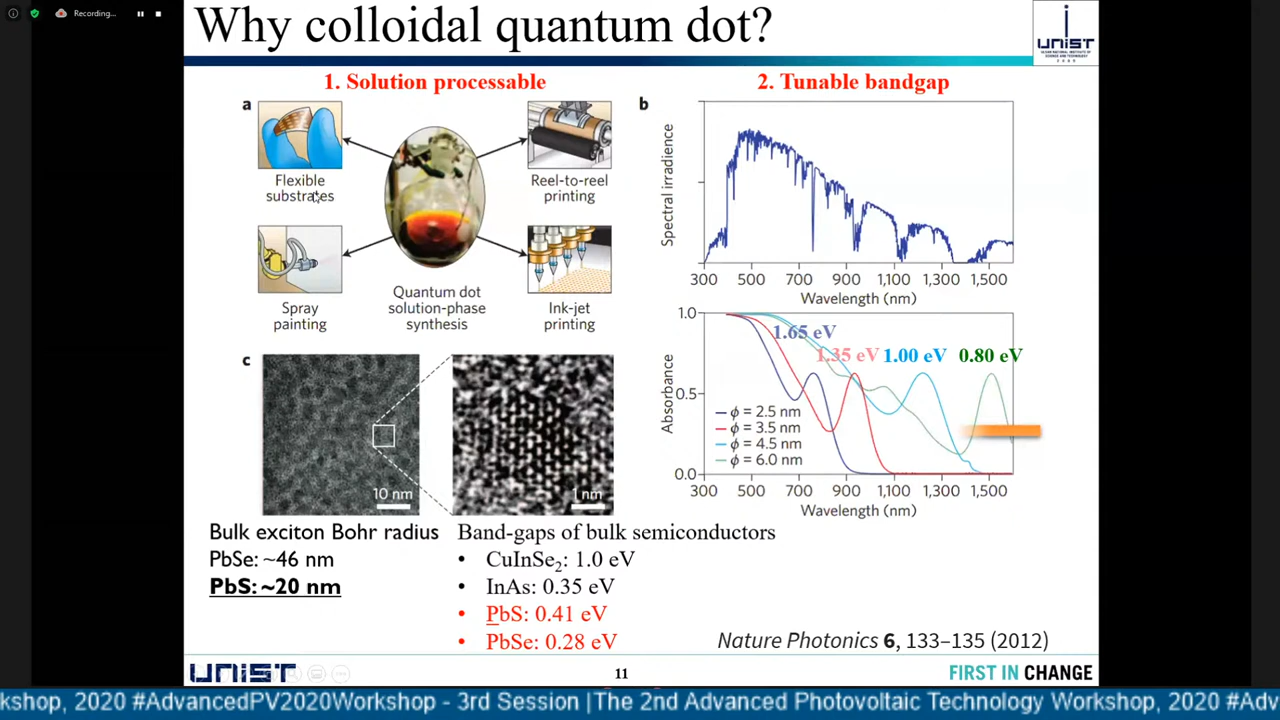 Recording...
Why colloidal quantum dot?
UNIST
1. Solution processable
2. Tunable bandgap
a
Flexible
substrates
Reel-to-reel
printing
Spray
painting
Quantum dot
solution-phase
synthesis
Ink-jet
printing
b
Spectral irradience
300 500 700 900 1,100 1,300 1,500
Wavelength (nm)
1.0
0.5
0.0
Absorbance
1.65 eV
1.35 eV
1.00 eV
0.80 eV
ϕ = 2.5 nm
ϕ = 3.5 nm
ϕ = 4.5 nm
ϕ = 6.0 nm
300 500 700 900 1,100 1,300 1,500
Wavelength (nm)
c
10 nm
1 nm
Bulk exciton Bohr radius
PbSe: ~46 nm
PbS: ~20 nm
Band-gaps of bulk semiconductors
• CuInSe₂: 1.0 eV
• InAs: 0.35 eV
• PbS: 0.41 eV
• PbSe: 0.28 eV
Nature Photonics 6, 133–135 (2012)
UNIST
11
FIRST IN CHANGE
kshop, 2020 #AdvancedPV2020Workshop - 3rd Session |The 2nd Advanced Photovoltaic Technology Workshop, 2020 #Adv